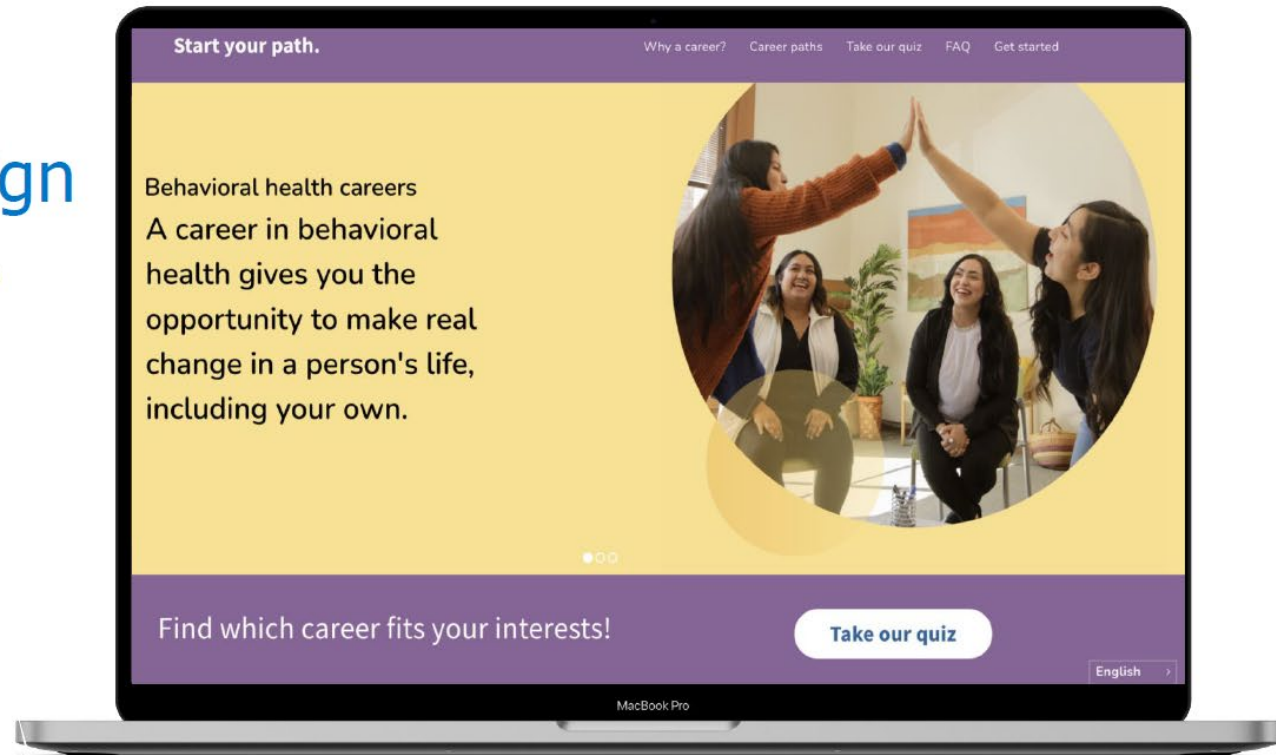 gn
Start your path.
Why a career? Career paths Take our quiz FAQ Get started
Behavioral health careers
A career in behavioral
health gives you the
opportunity to make real
change in a person's life,
including your own.
Find which career fits your interests!
Take our quiz
English
MacBook Pro